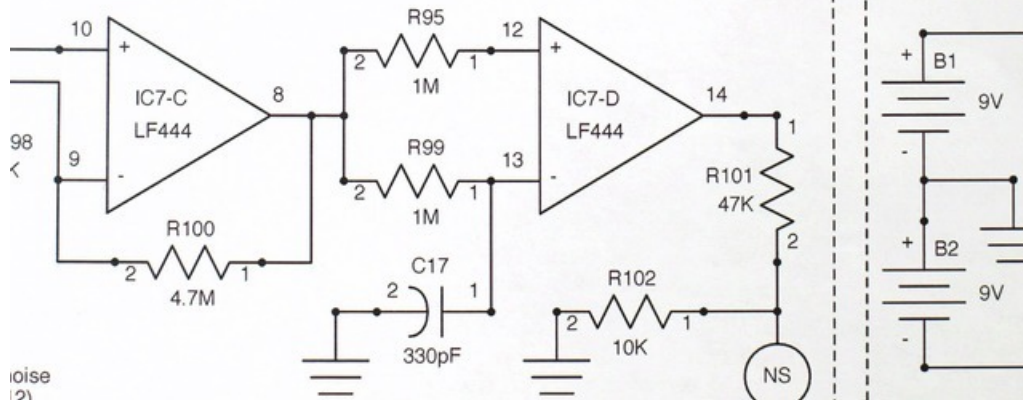 10
+
IC7-C
LF444
8
9
-
98
K
R100
2
1
4.7M
R95
2
1
1M
R99
2
1
1M
C17
2
1
330pF
12
+
IC7-D
LF444
14
13
-
1
R101
47K
2
R102
2
1
10K
NS
+
B1
9V
-
+
B2
9V
-
oise
12)